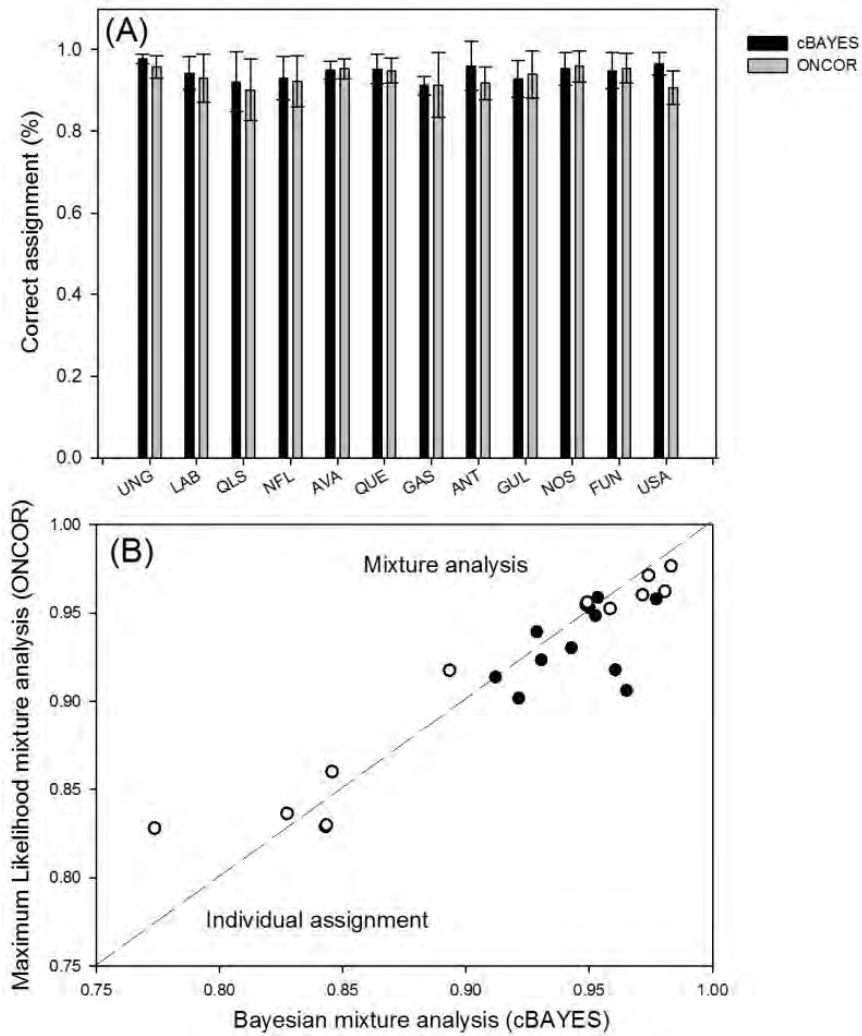 (A)
cBAYES
ONCOR
Correct assignment (%)
1.0
0.8
0.6
0.4
0.2
0.0
UNG LAB QLS NFL AVA QUE GAS ANT GUL NOS FUN USA
(B)
Mixture analysis
Individual assignment
Maximum Likelihood mixture analysis (ONCOR)
1.00
0.95
0.90
0.85
0.80
0.75
0.75 0.80 0.85 0.90 0.95 1.00
Bayesian mixture analysis (cBAYES)